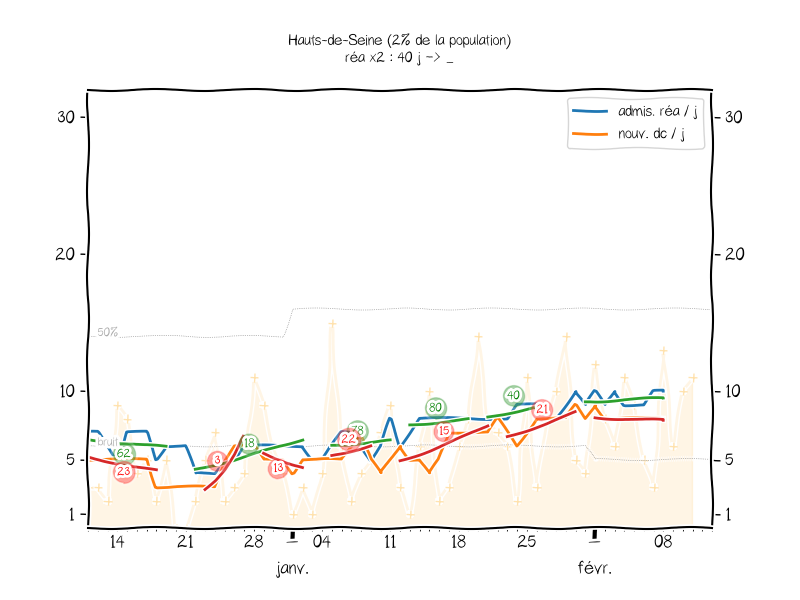 Hauts-de-Seine (2% de la population)
réa x2 : 40 j -> _
admis. réa / j
nouv. dc / j
30 30
20 20
50%
10 10
bruit
5 5
1 1
62 23 3 18 13 22 78 80 15 40 21
14 21 28 04 11 18 25 08
janv. févr.